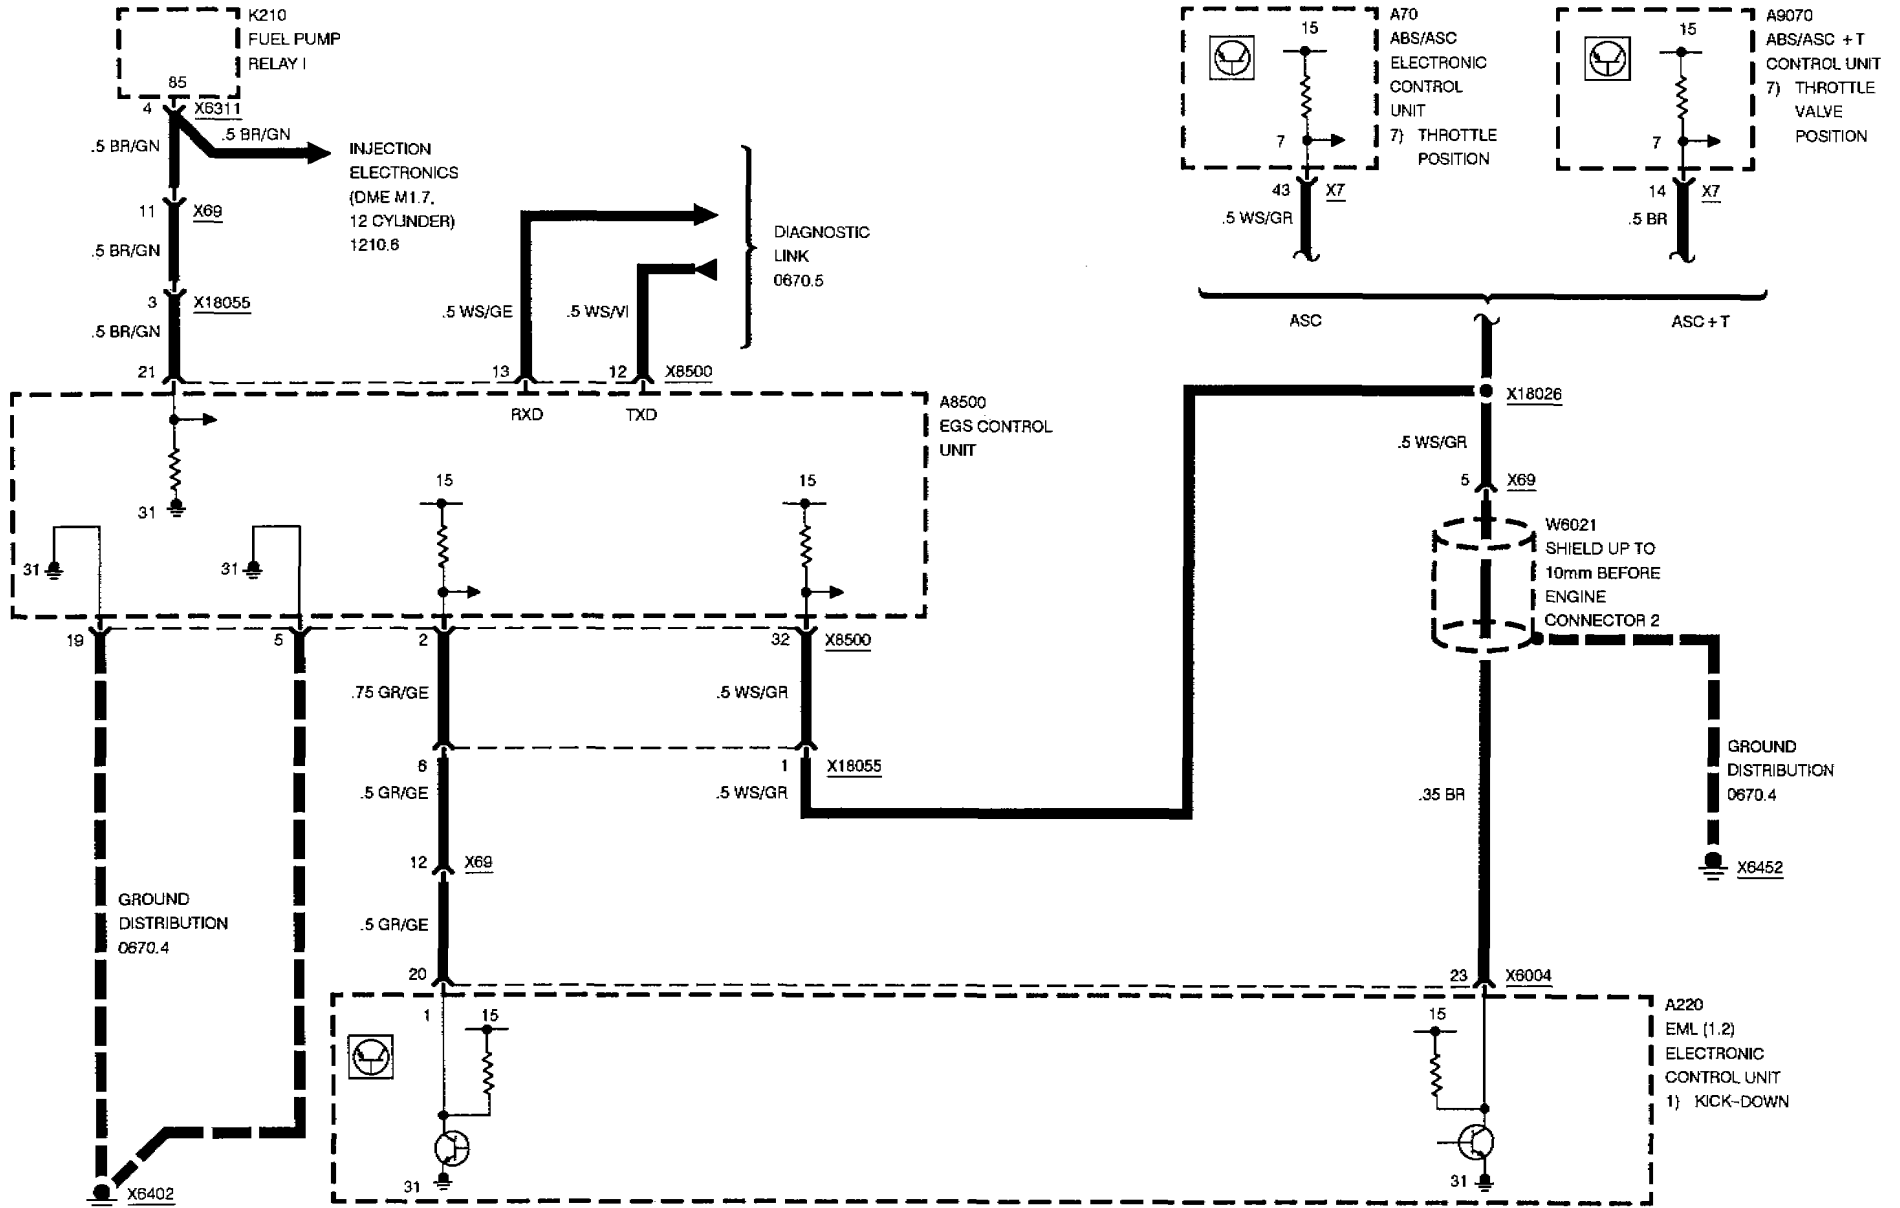 K210
FUEL PUMP
RELAY I
85
4
X6311
.5 BR/GN
.5 BR/GN
INJECTION
ELECTRONICS
(DME M1.7,
12 CYLINDER)
1210.6
11
X69
.5 BR/GN
3
X18055
.5 BR/GN
21
.5 WS/GE
.5 WS/VI
DIAGNOSTIC
LINK
0670.5
13
12
X8500
RXD
TXD
A8500
EGS CONTROL
UNIT
31
31
31
15
15
A70
ABS/ASC
ELECTRONIC
CONTROL
UNIT
7) THROTTLE
POSITION
15
7
43
X7
.5 WS/GR
A9070
ABS/ASC +T
CONTROL UNIT
7) THROTTLE
VALVE
POSITION
15
7
14
X7
.5 BR
ASC
ASC+T
X18026
.5 WS/GR
5
X69
W6021
SHIELD UP TO
10mm BEFORE
ENGINE
CONNECTOR 2
19
5
2
32
X8500
.75 GR/GE
.5 WS/GR
6
1
X18055
.5 GR/GE
.5 WS/GR
12
X69
.5 GR/GE
.35 BR
GROUND
DISTRIBUTION
0670.4
X6452
GROUND
DISTRIBUTION
0670.4
X6402
20
23
X6004
1
15
15
31
31
A220
EML (1.2)
ELECTRONIC
CONTROL UNIT
1) KICK-DOWN